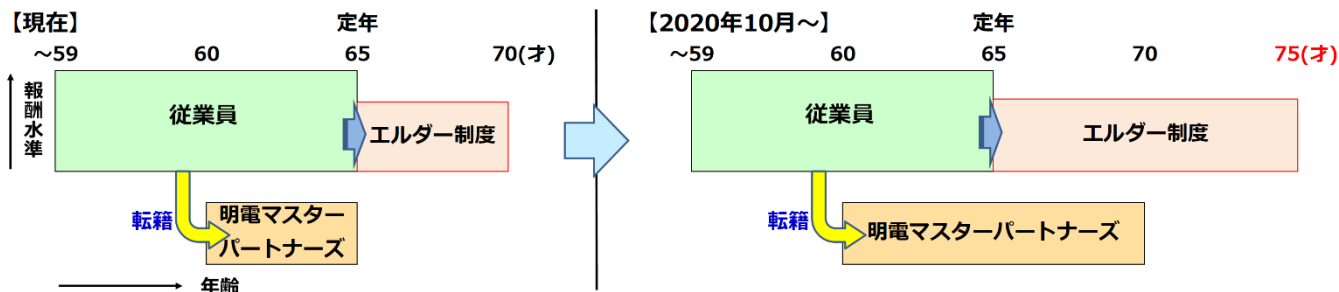 【現在】
定年
～59
60
65
70(才)
報酬水準
従業員
エルダー制度
転籍
明電マスター
パートナーズ
年齢
【2020年10月～】
定年
～59
60
65
70
75(才)
従業員
エルダー制度
転籍
明電マスターパートナーズ